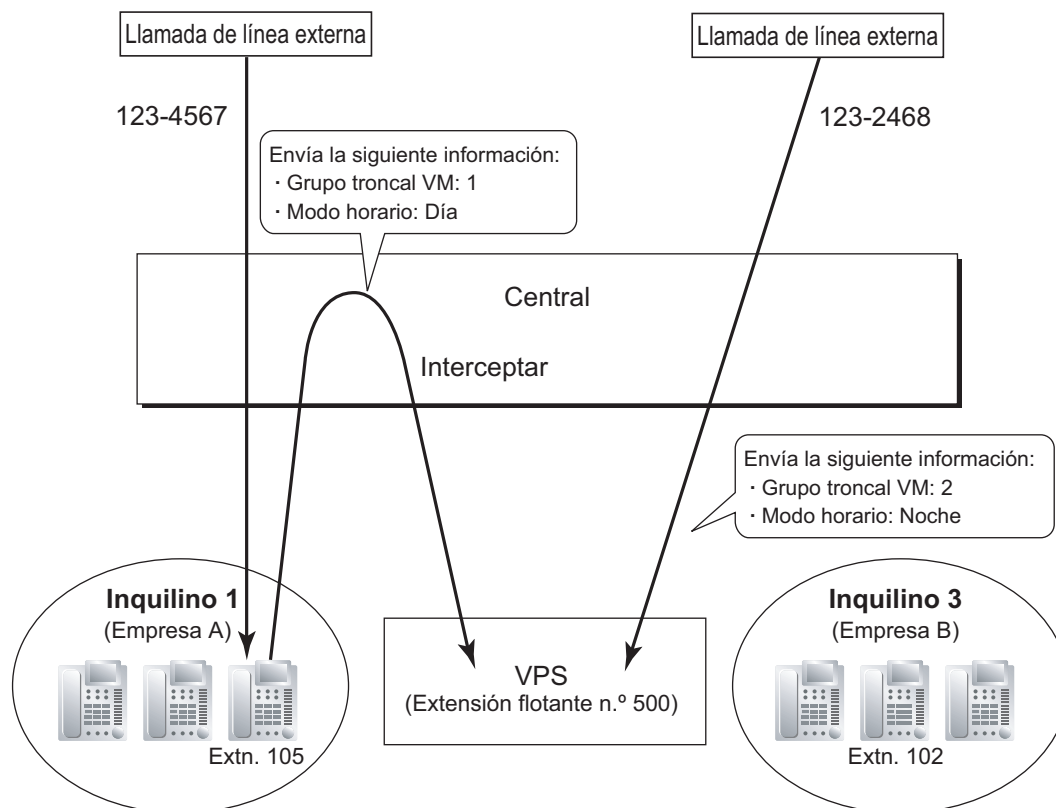 Llamada de línea externa
Llamada de línea externa
123-4567
123-2468
Envía la siguiente información:
· Grupo troncal VM: 1
· Modo horario: Día
Central
Interceptar
Envía la siguiente información:
· Grupo troncal VM: 2
· Modo horario: Noche
Inquilino 1
(Empresa A)
Extn. 105
VPS
(Extensión flotante n.º 500)
Inquilino 3
(Empresa B)
Extn. 102